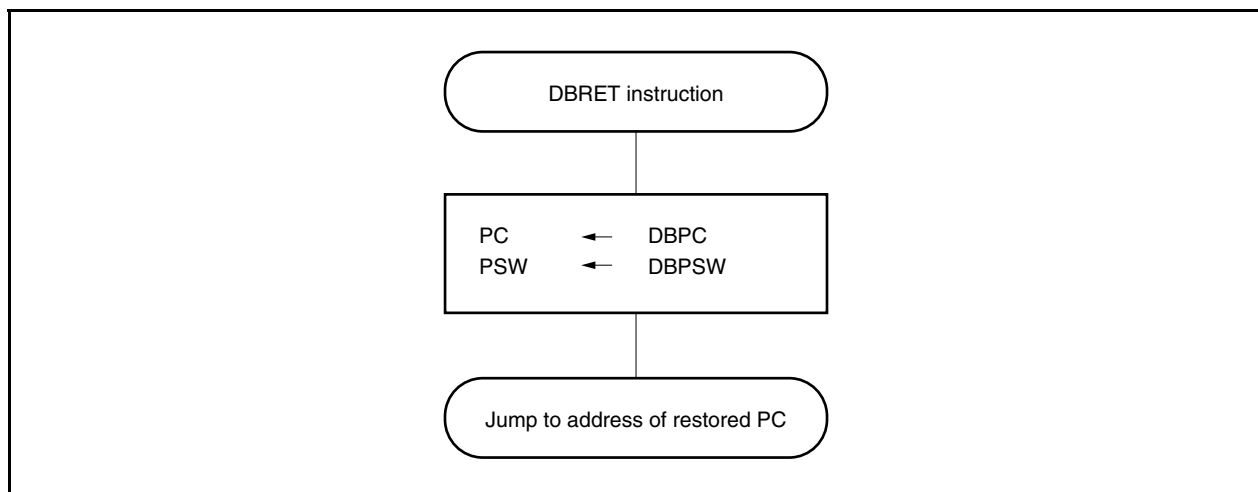 DBRET instruction
PC ← DBPC
PSW ← DBPSW
Jump to address of restored PC